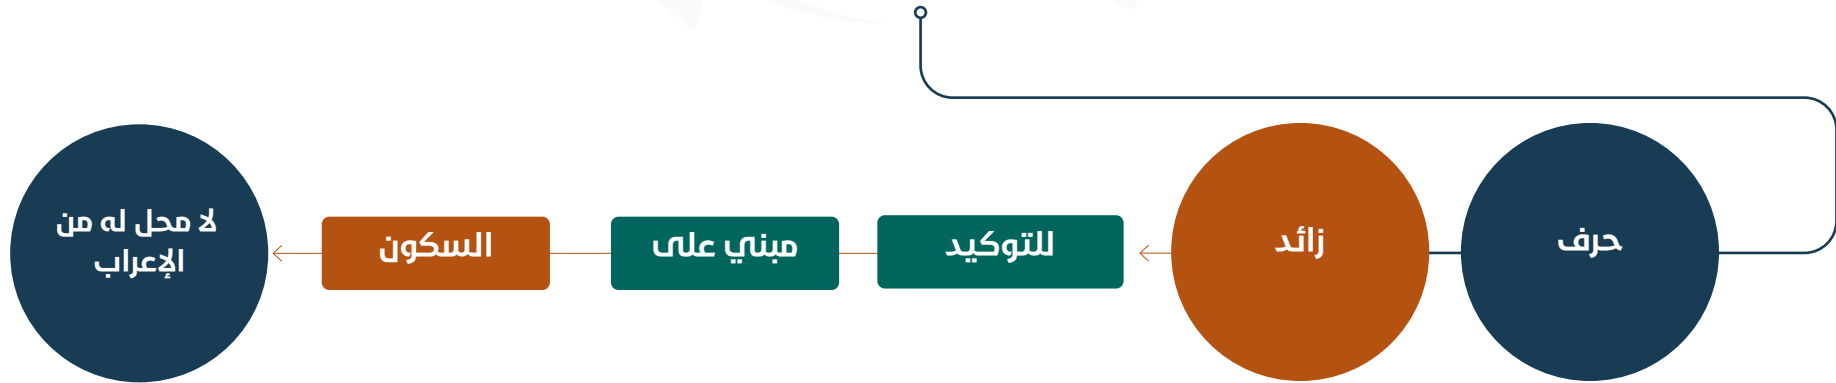 حرف
زائد
للتوكيد
مبني على
السكون
لا محل له من
الإعراب